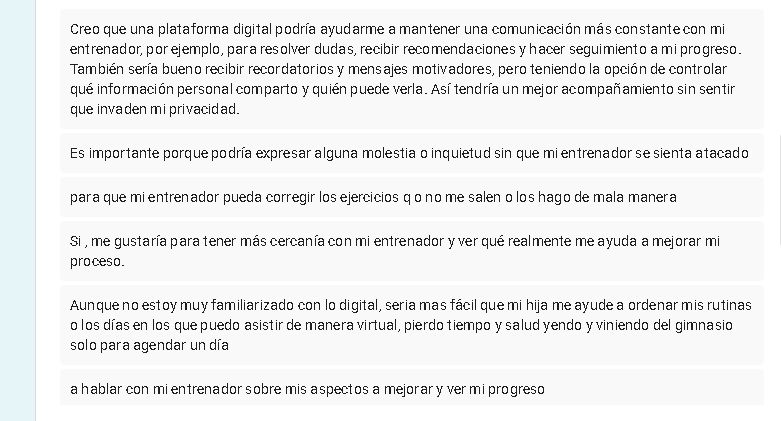 Creo que una plataforma digital podría ayudarme a mantener una comunicación más constante con mi
entrenador, por ejemplo, para resolver dudas, recibir recomendaciones y hacer seguimiento a mi progreso.
También sería bueno recibir recordatorios y mensajes motivadores, pero teniendo la opción de controlar
qué información personal comparto y quién puede verla. Así tendría un mejor acompañamiento sin sentir
que invaden mi privacidad.
Es importante porque podría expresar alguna molestia o inquietud sin que mi entrenador se sienta atacado
para que mi entrenador pueda corregir los ejercicios q o no me salen o los hago de mala manera
Si , me gustaría para tener más cercanía con mi entrenador y ver qué realmente me ayuda a mejorar mi
proceso.
Aunque no estoy muy familiarizado con lo digital, seria mas fácil que mi hija me ayude a ordenar mis rutinas
o los días en los que puedo asistir de manera virtual, pierdo tiempo y salud yendo y viniendo del gimnasio
solo para agendar un día
a hablar con mi entrenador sobre mis aspectos a mejorar y ver mi progreso